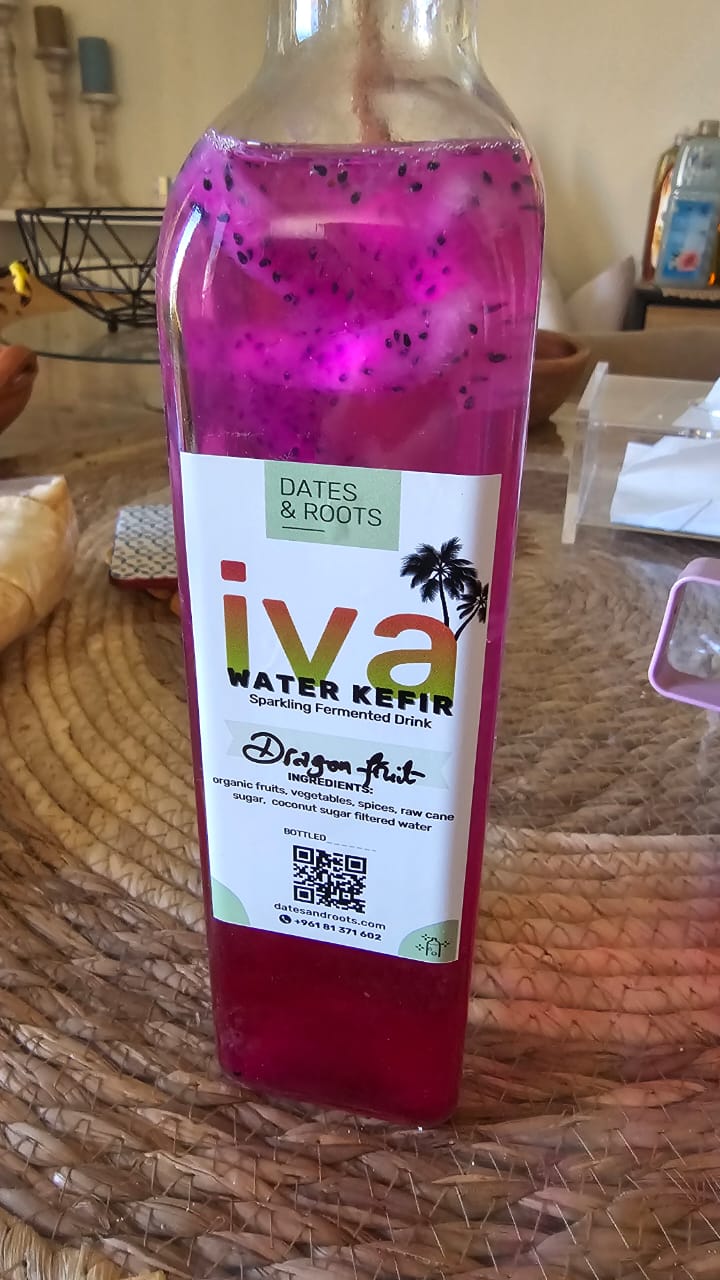 DATES
& ROOTS
iva
WATER KEFIR
Sparkling Fermented Drink
Dragon fruit
INGREDIENTS:
organic fruits, vegetables, spices, raw cane
sugar, coconut sugar filtered water
BOTTLED_______
datesandroots.com
+961 81 371 602